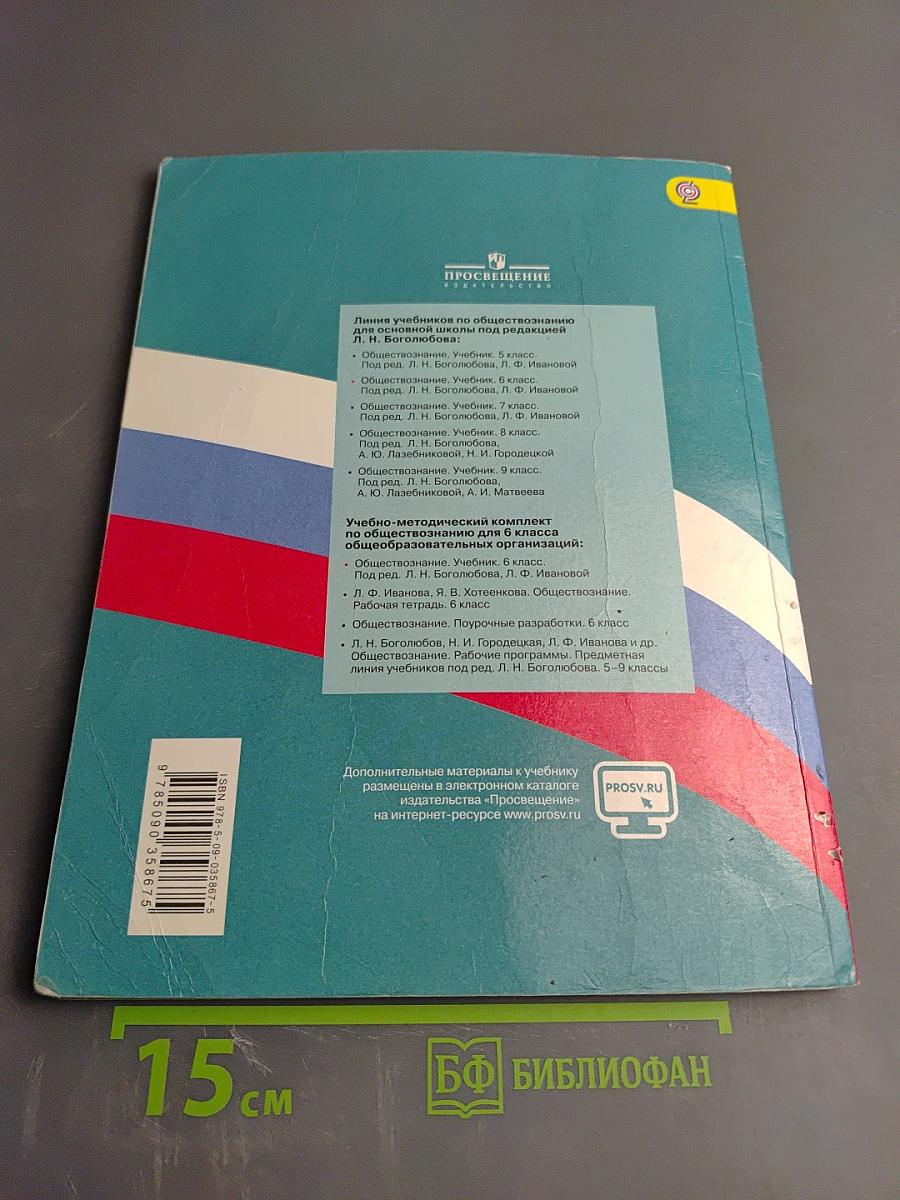 ПРОСВЕЩЕНИЕ
ИЗДАТЕЛЬСТВО
Линия учебников по обществознанию
для основной школы под редакцией
Л. Н. Боголюбова:
• Обществознание. Учебник. 5 класс.
Под ред. Л. Н. Боголюбова, Л. Ф. Ивановой
• Обществознание. Учебник. 6 класс.
Под ред. Л. Н. Боголюбова, Л. Ф. Ивановой
• Обществознание. Учебник. 7 класс.
Под ред. Л. Н. Боголюбова, Л. Ф. Ивановой
• Обществознание. Учебник. 8 класс.
Под ред. Л. Н. Боголюбова,
А. Ю. Лазебниковой, Н. И. Городецкой
• Обществознание. Учебник. 9 класс.
Под ред. Л. Н. Боголюбова,
А. Ю. Лазебниковой, А. И. Матвеева
Учебно-методический комплект
по обществознанию для 6 класса
общеобразовательных организаций:
• Обществознание. Учебник. 6 класс.
Под ред. Л. Н. Боголюбова, Л. Ф. Ивановой
• Л. Ф. Иванова, Я. В. Хотеенкова. Обществознание.
Рабочая тетрадь. 6 класс
• Обществознание. Поурочные разработки. 6 класс
• Л. Н. Боголюбов, Н. И. Городецкая, Л. Ф. Иванова и др.
Обществознание. Рабочие программы. Предметная
линия учебников под ред. Л. Н. Боголюбова. 5–9 классы
Дополнительные материалы к учебнику
размещены в электронном каталоге
издательства «Просвещение»
на интернет-ресурсе www.prosv.ru
PROSV.RU
ISBN 978-5-09-035867-5
9 785090 358675
15 см
БФ БИБЛИОФАН